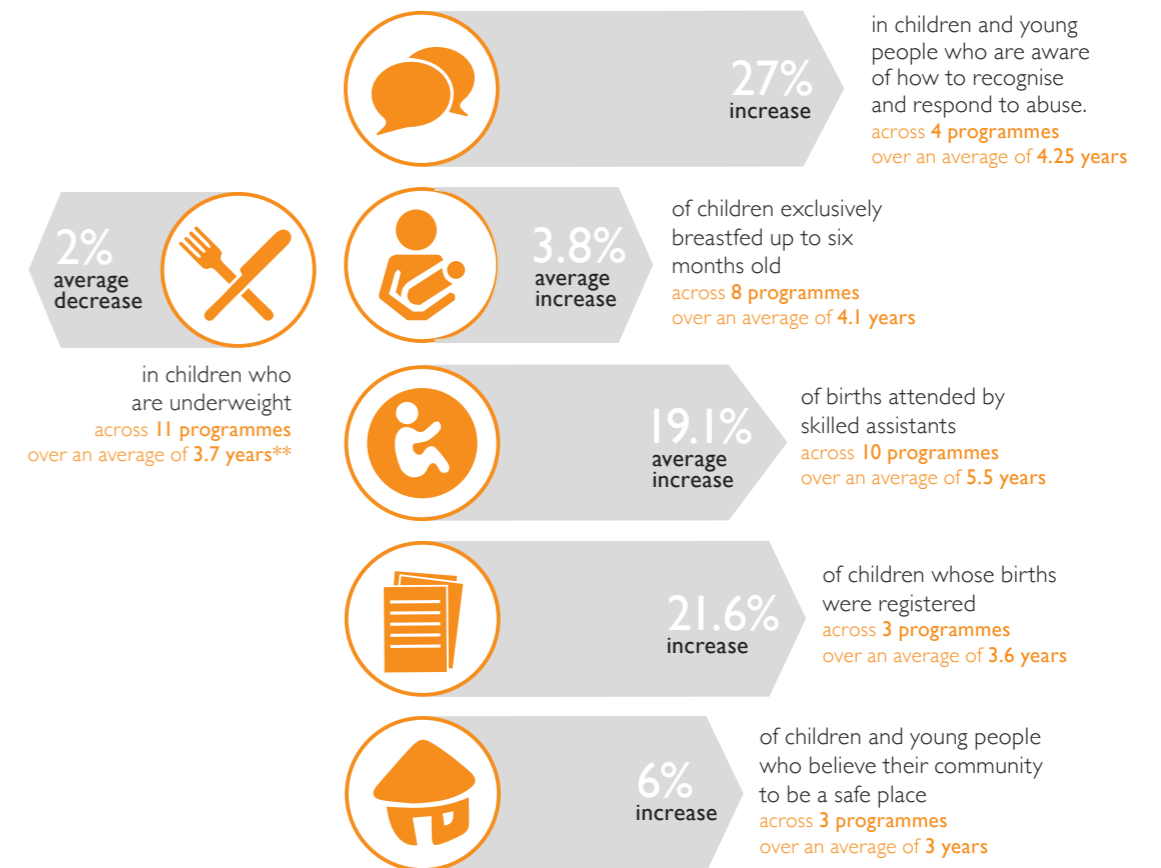 27%
increase
in children and young
people who are aware
of how to recognise
and respond to abuse.
across 4 programmes
over an average of 4.25 years
2%
average
decrease
in children who
are underweight
across 11 programmes
over an average of 3.7 years**
3.8%
average
increase
of children exclusively
breastfed up to six
months old
across 8 programmes
over an average of 4.1 years
19.1%
average
increase
of births attended by
skilled assistants
across 10 programmes
over an average of 5.5 years
21.6%
increase
of children whose births
were registered
across 3 programmes
over an average of 3.6 years
6%
increase
of children and young people
who believe their community
to be a safe place
across 3 programmes
over an average of 3 years